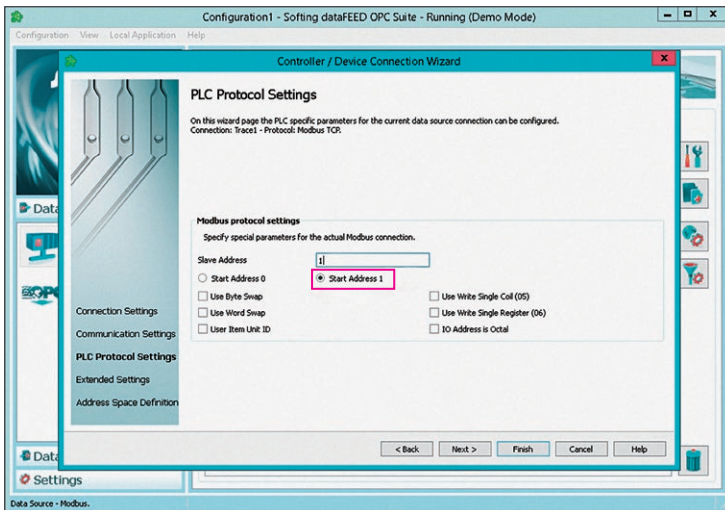 Configuration1 - Softing dataFEED OPC Suite - Running (Demo Mode)
Configuration View Local Application Help
Controller / Device Connection Wizard
PLC Protocol Settings
On this wizard page the PLC specific parameters for the current data source connection can be configured.
Connection: Trace1 - Protocol: Modbus TCP.
Data
Modbus protocol settings
Specify special parameters for the actual Modbus connection.
Slave Address 1
Start Address 0 Start Address 1
Use Byte Swap Use Write Single Coil (05)
Use Word Swap Use Write Single Register (06)
User Item Unit ID IO Address is Octal
OPC
Connection Settings
Communication Settings
PLC Protocol Settings
Extended Settings
Address Space Definition
< Back Next > Finish Cancel Help
Data
Settings
Data Source - Modbus.